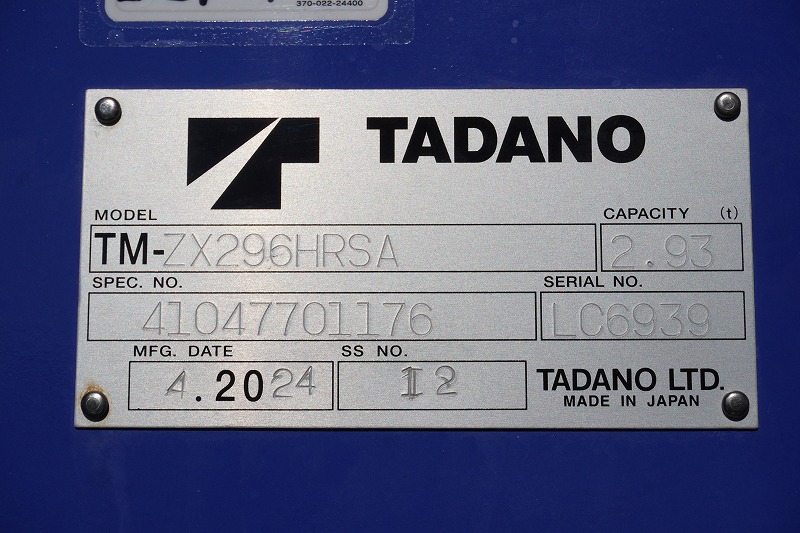 370-022-24400
TADANO
MODEL
CAPACITY (t)
TM-ZX296HRSA
2.93
SPEC. NO.
SERIAL NO.
41047701176
LC6939
MFG. DATE
SS NO.
4.2024
12
TADANO LTD.
MADE IN JAPAN